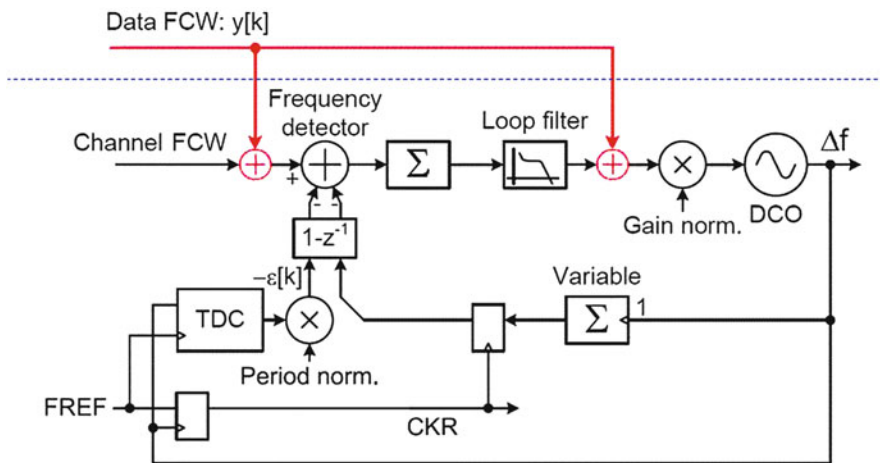 Data FCW: y[k]
Frequency
detector
Loop filter
Channel FCW
+
Σ
Δf
- -
Gain norm.
DCO
1-z⁻¹
−ε[k]
Variable
TDC
Σ
1
Period norm.
FREF
CKR